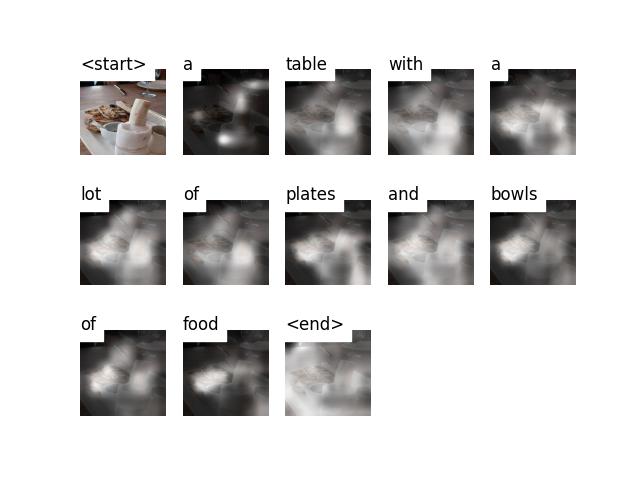 <start> a table with a
lot of plates and bowls
of food <end>